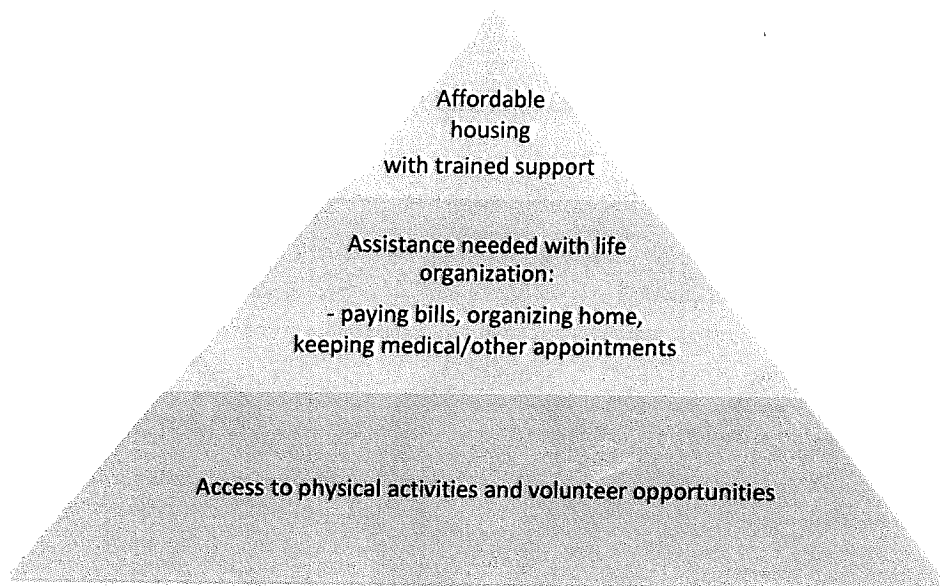 Affordable
housing
with trained support
Assistance needed with life
organization:
- paying bills, organizing home,
keeping medical/other appointments
Access to physical activities and volunteer opportunities